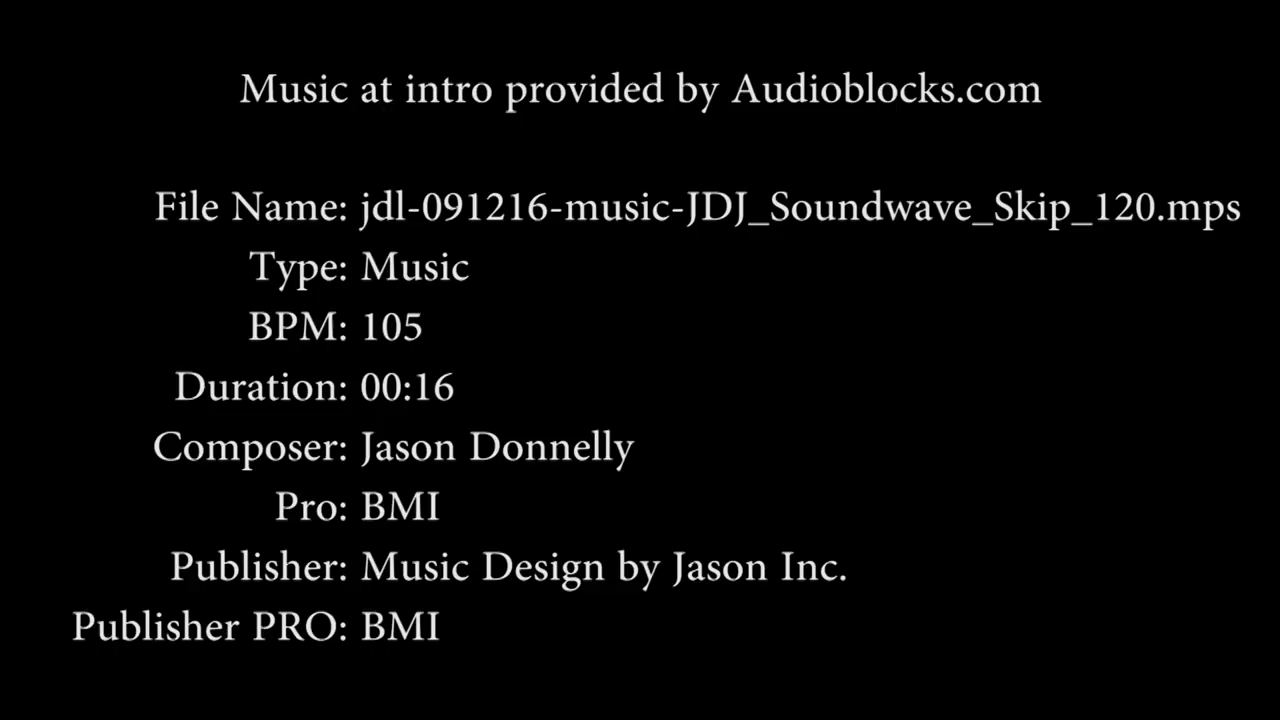 Music at intro provided by Audioblocks.com
File Name: jdl-091216-music-JDJ_Soundwave_Skip_120.mps
Type: Music
BPM: 105
Duration: 00:16
Composer: Jason Donnelly
Pro: BMI
Publisher: Music Design by Jason Inc.
Publisher PRO: BMI